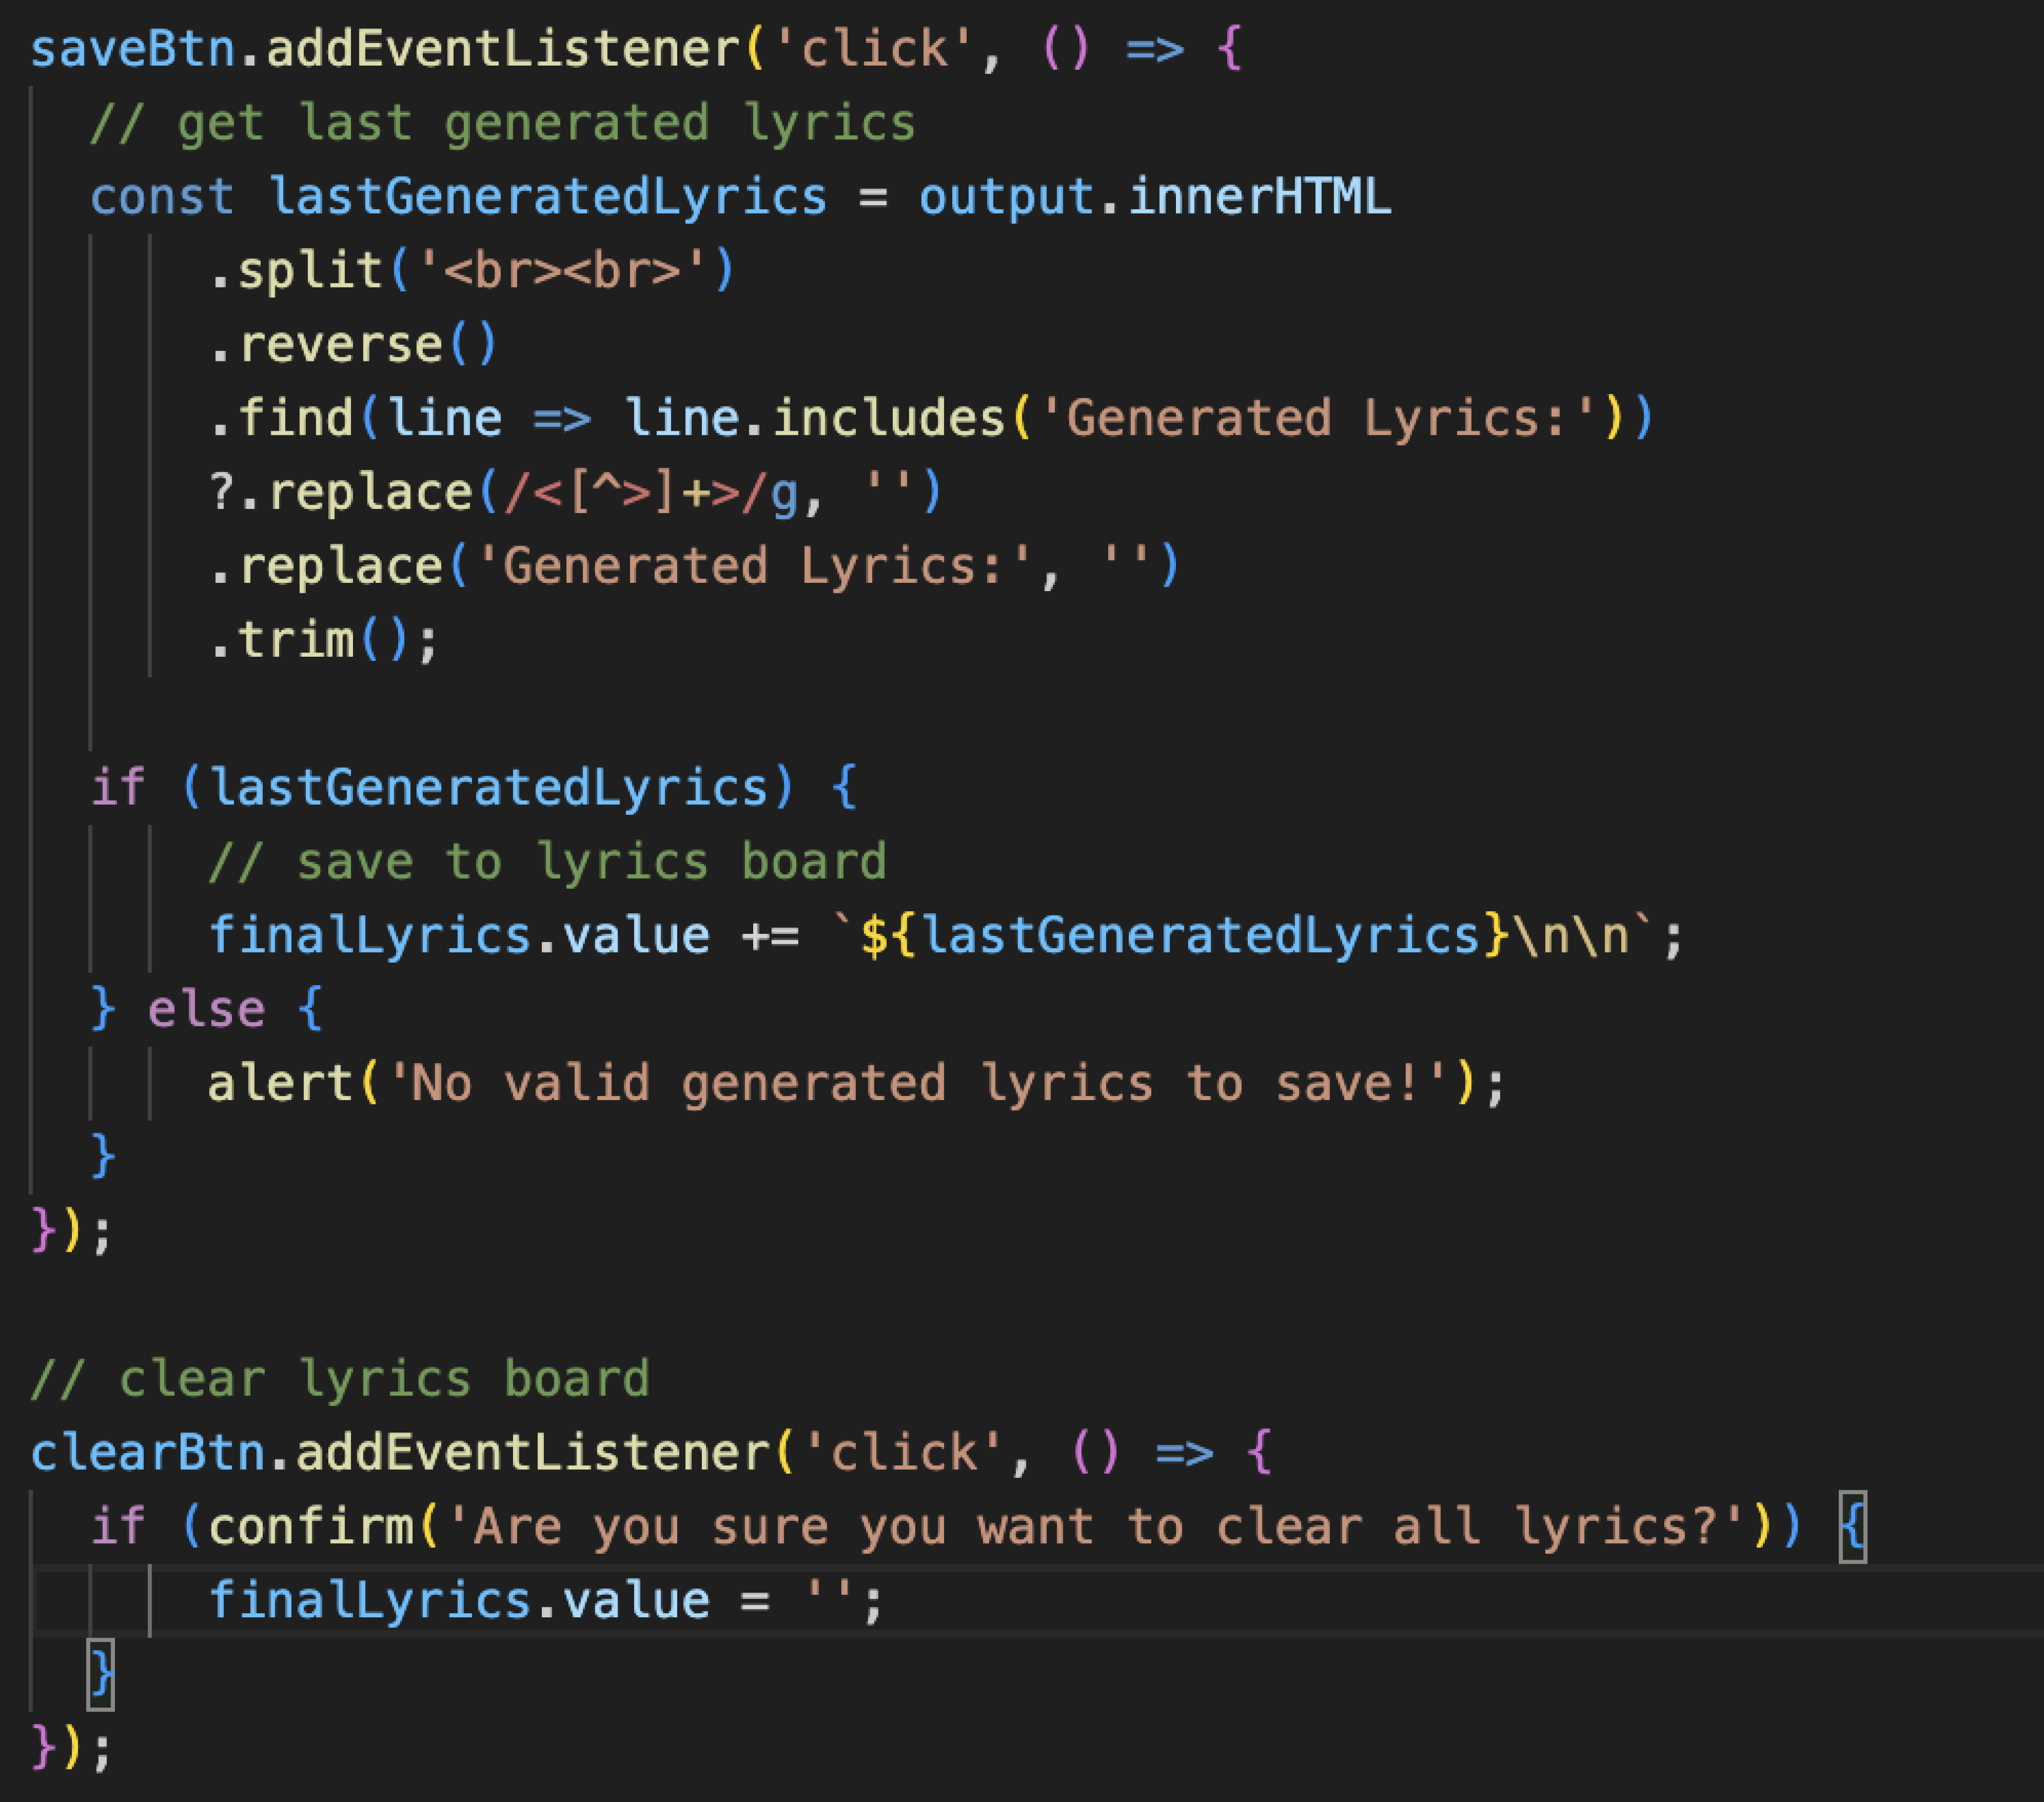 saveBtn.addEventListener('click', () => {
  // get last generated lyrics
  const lastGeneratedLyrics = output.innerHTML
      .split('<br><br>')
      .reverse()
      .find(line => line.includes('Generated Lyrics:'))
      ?.replace(/<[^>]+>/g, '')
      .replace('Generated Lyrics:', '')
      .trim();

  if (lastGeneratedLyrics) {
      // save to lyrics board
      finalLyrics.value += `${lastGeneratedLyrics}\n\n`;
  } else {
      alert('No valid generated lyrics to save!');
  }
});

// clear lyrics board
clearBtn.addEventListener('click', () => {
  if (confirm('Are you sure you want to clear all lyrics?')) {
      finalLyrics.value = '';
  }
});